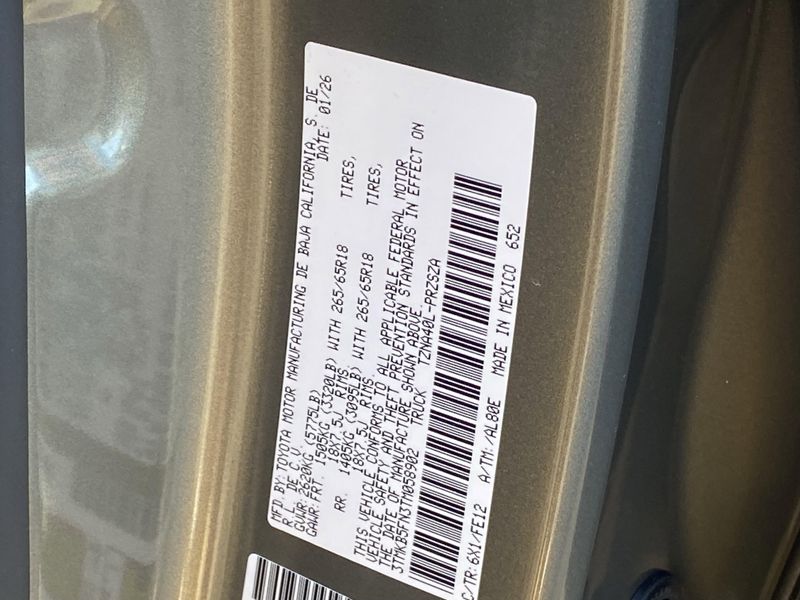 MFD.BY:TOYOTA MOTOR MANUFACTURING DE BAJA CALIFORNIA, S. DE
R.L. DE C.V. DATE: 01/26
GVWR:2620KG (5775LB)
GAWR:FRT. 1505KG (3320LB) WITH 265/65R18 TIRES,
18X7.5J RIMS
RR. 1405KG (3095LB) WITH 265/65R18 TIRES,
18X7.5J RIMS
THIS VEHICLE CONFORMS TO ALL APPLICABLE FEDERAL MOTOR
VEHICLE SAFETY AND THEFT PREVENTION STANDARDS IN EFFECT ON
THE DATE OF MANUFACTURE SHOWN ABOVE.
3TMKB5FN3TM058902 TRUCK TZNA40L-PRZSZA
C/TR:6X1/FE12 A/TM: /AL80E MADE IN MEXICO 652